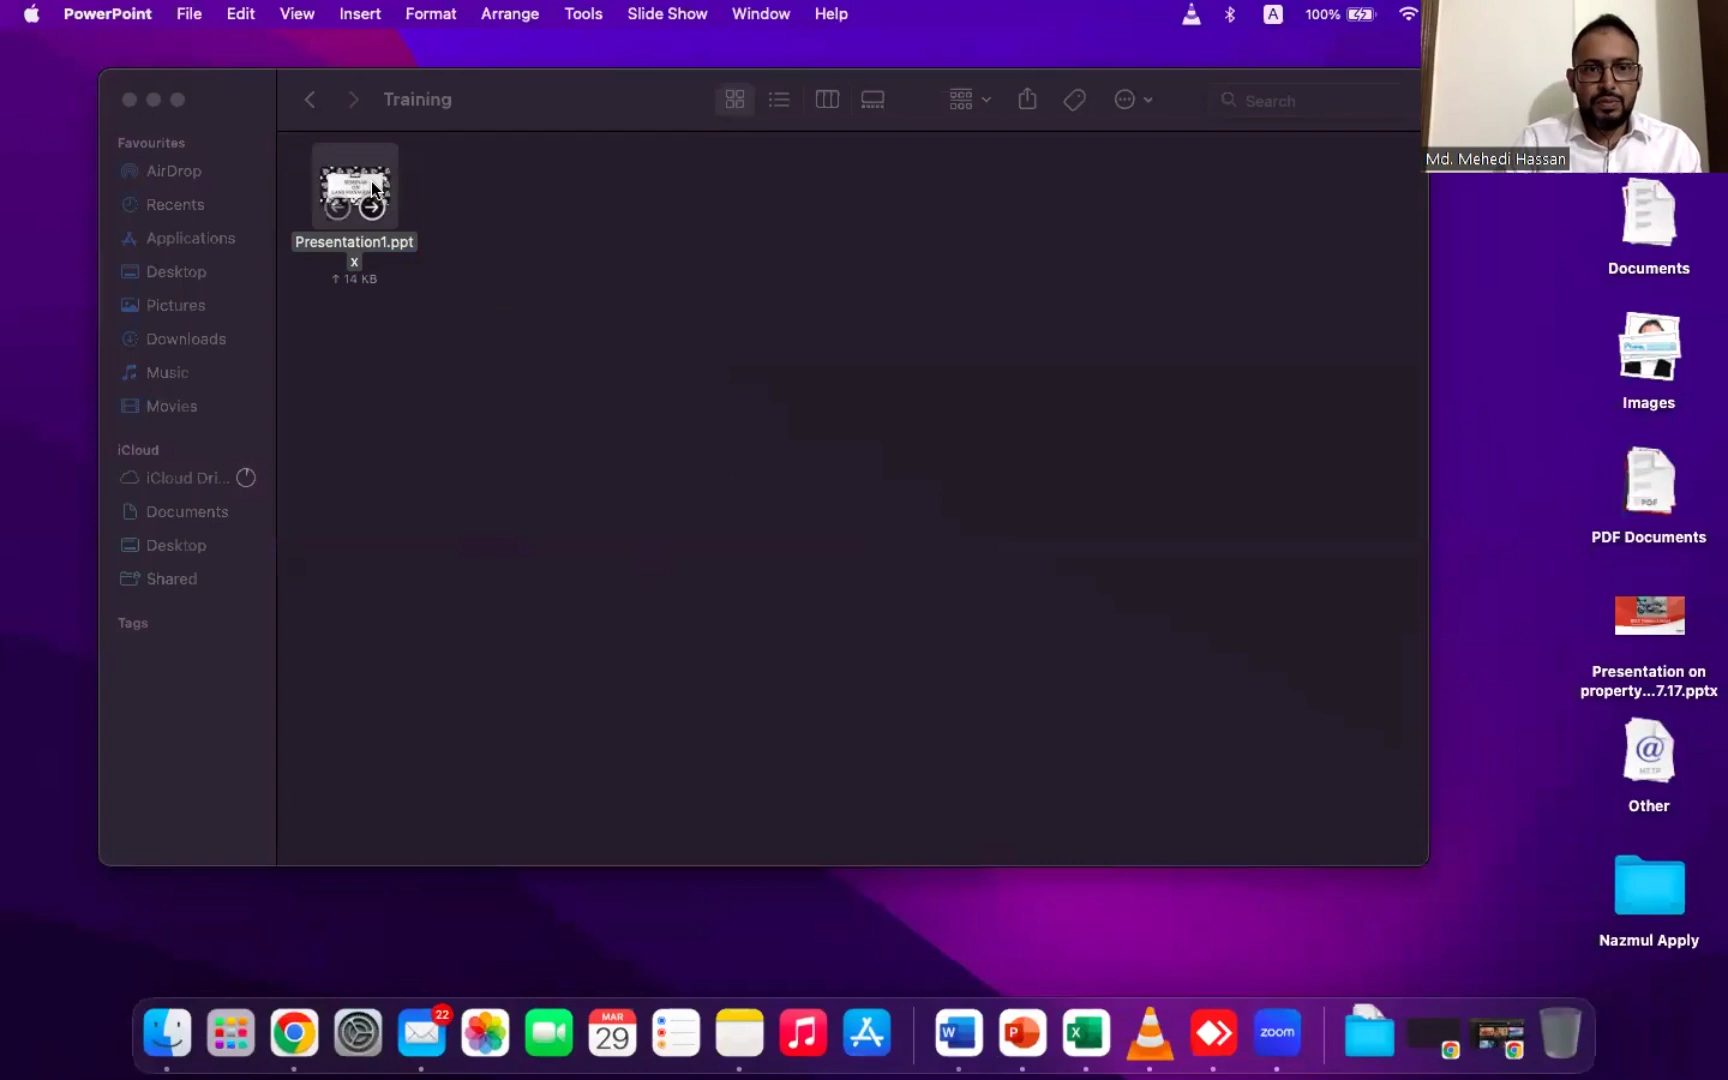 PowerPoint File Edit View Insert Format Arrange Tools Slide Show Window Help
A 100%
Training
Search
Favourites
AirDrop
Recents
Applications
Desktop
Pictures
Downloads
Music
Movies
iCloud
iCloud Dri...
Documents
Desktop
Shared
Tags
Presentation1.ppt
x
↑ 14 KB
Md. Mehedi Hassan
Documents
Images
PDF
PDF Documents
Presentation on
property...7.17.pptx
@
HTTP
Other
Nazmul Apply
22
MAR
29
W
P
X
zoom